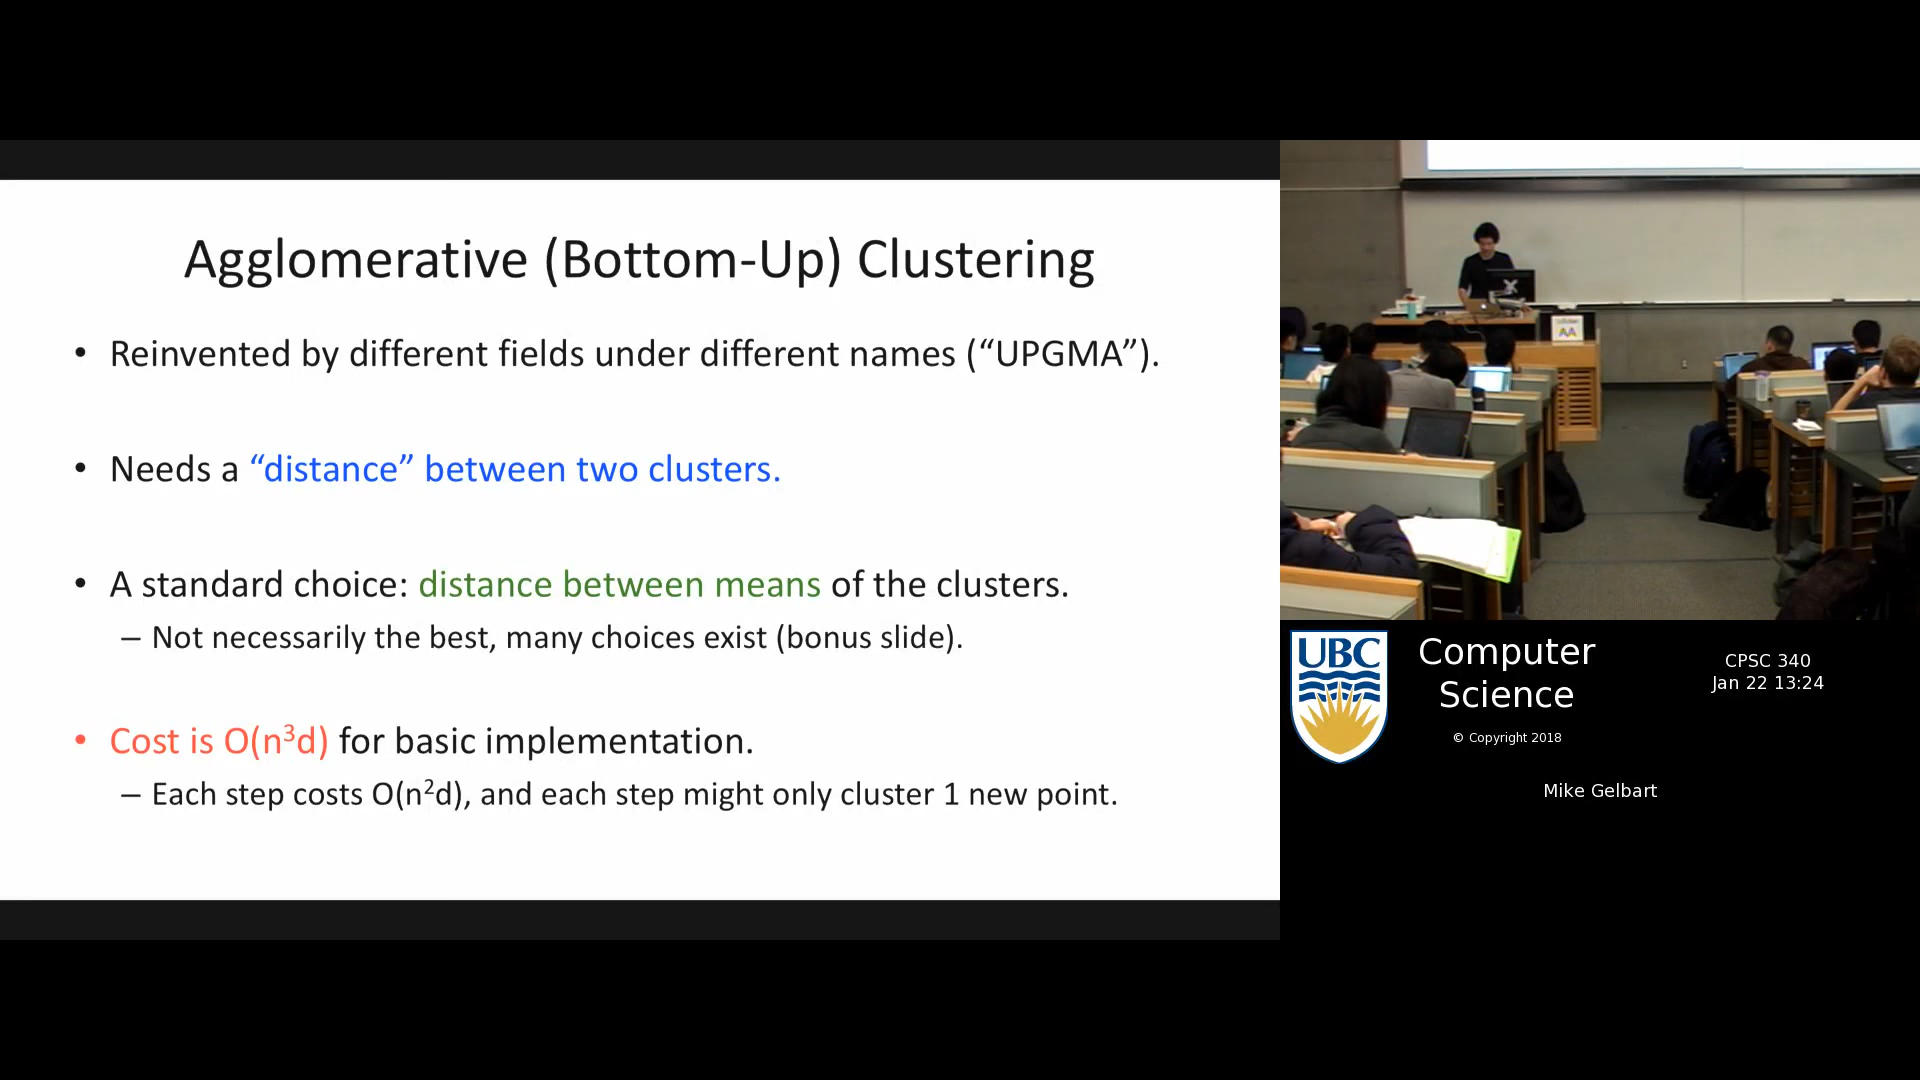 Agglomerative (Bottom-Up) Clustering
• Reinvented by different fields under different names (“UPGMA”).
• Needs a “distance” between two clusters.
• A standard choice: distance between means of the clusters.
– Not necessarily the best, many choices exist (bonus slide).
• Cost is O(n³d) for basic implementation.
– Each step costs O(n²d), and each step might only cluster 1 new point.
UBC
Computer
Science
© Copyright 2018
CPSC 340
Jan 22 13:24
Mike Gelbart